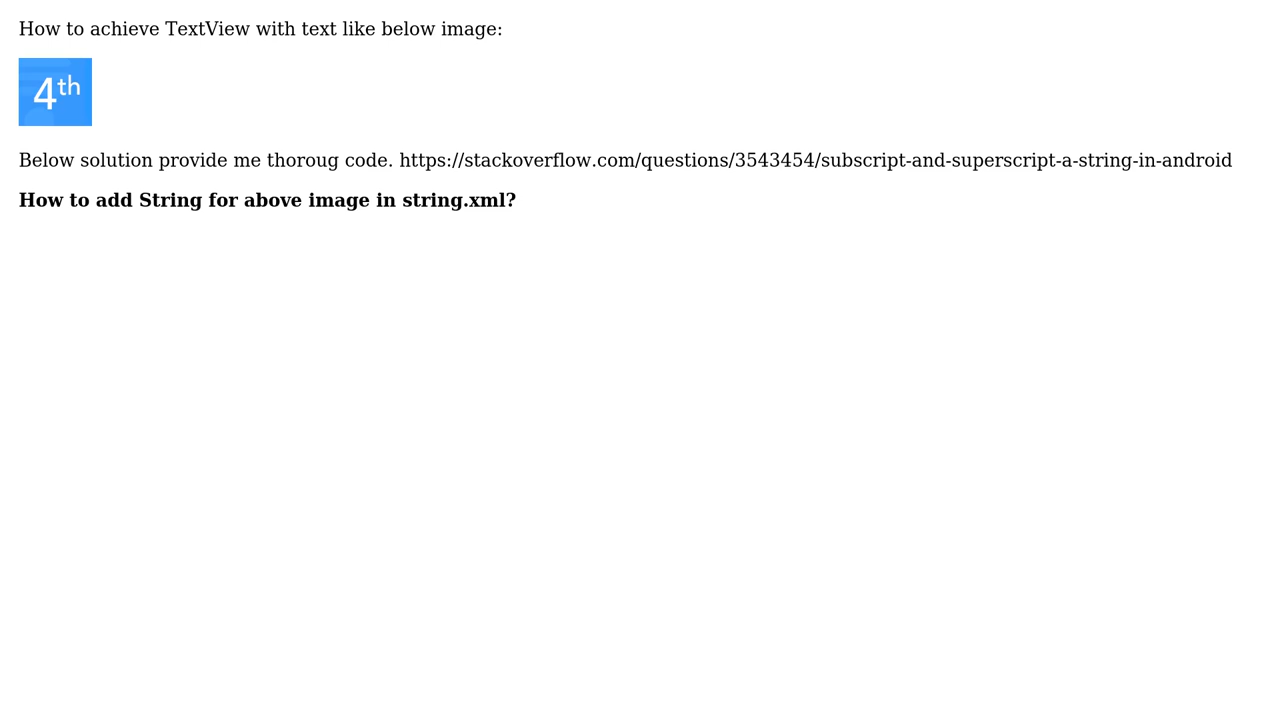 How to achieve TextView with text like below image:
4th
Below solution provide me thoroug code. https://stackoverflow.com/questions/3543454/subscript-and-superscript-a-string-in-android
How to add String for above image in string.xml?